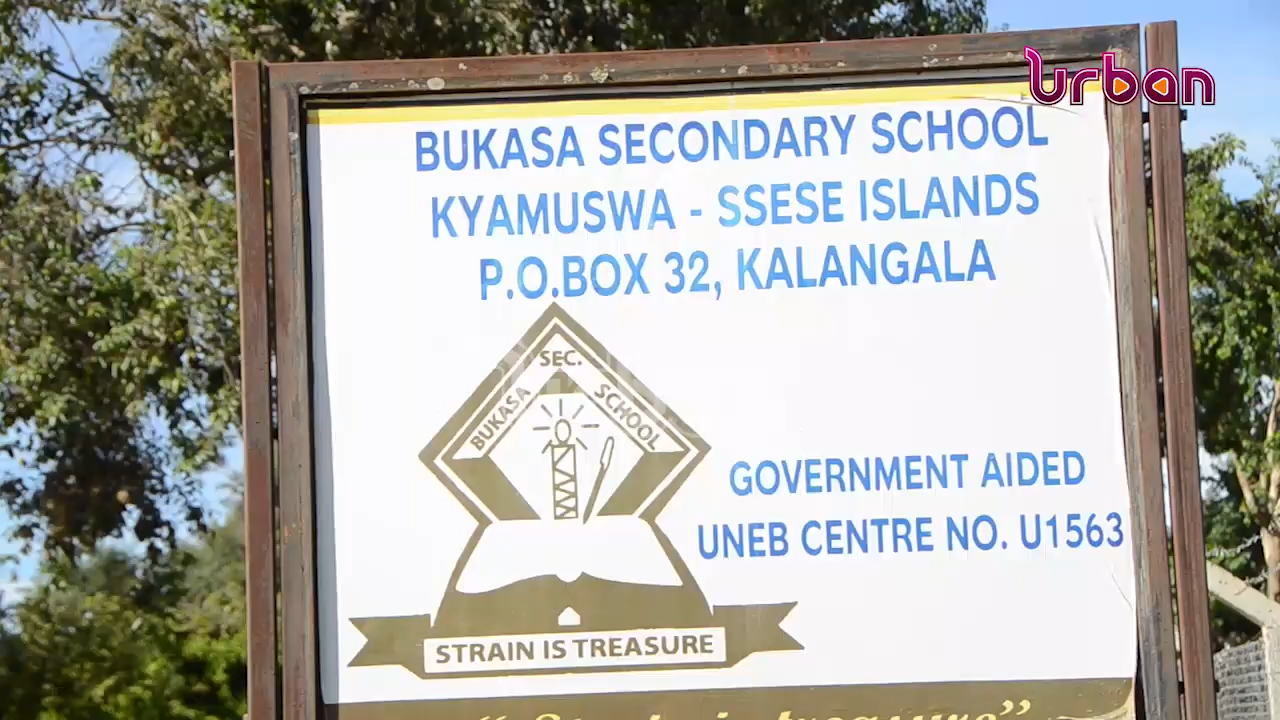 urban
BUKASA SECONDARY SCHOOL
KYAMUSWA - SSESE ISLANDS
P.O.BOX 32, KALANGALA
BUKASA SEC. SCHOOL
GOVERNMENT AIDED
UNEB CENTRE NO. U1563
STRAIN IS TREASURE